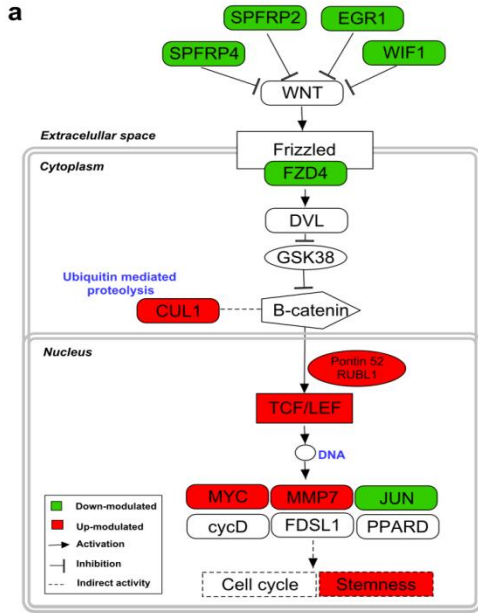 a
SPFRP2
EGR1
SPFRP4
WIF1
WNT
Extracelullar space
Frizzled
Cytoplasm
FZD4
DVL
GSK38
Ubiquitin mediated
proteolysis
CUL1
B-catenin
Nucleus
Pontin 52
RUBL1
TCF/LEF
DNA
MYC
MMP7
JUN
cycD
FDSL1
PPARD
Down-modulated
Up-modulated
Activation
Inhibition
Indirect activity
Cell cycle
Stemness